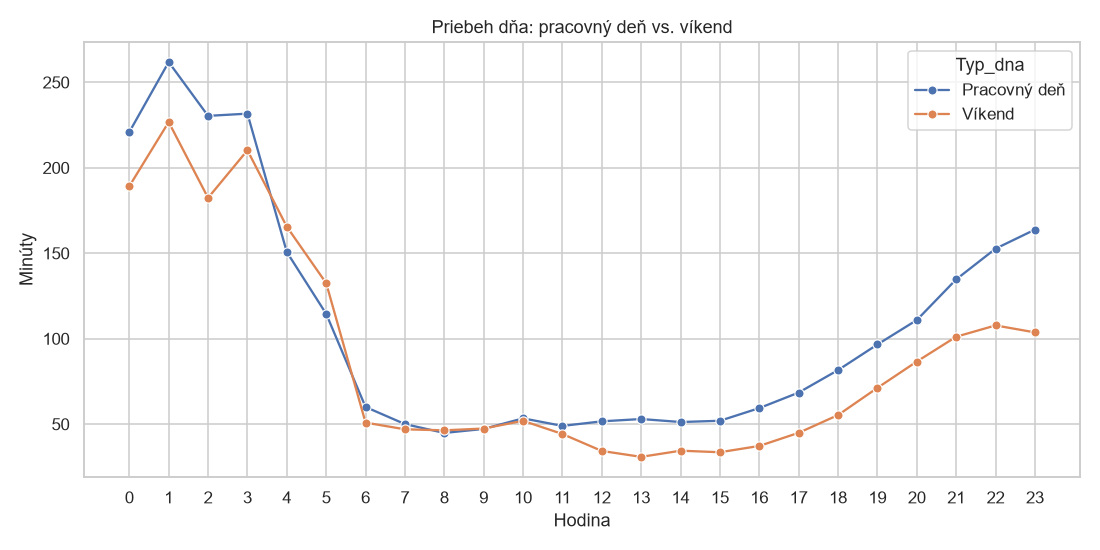 Priebeh dňa: pracovný deň vs. víkend
Typ_dna
Pracovný deň
Víkend
Minúty
250
200
150
100
50
0 1 2 3 4 5 6 7 8 9 10 11 12 13 14 15 16 17 18 19 20 21 22 23
Hodina